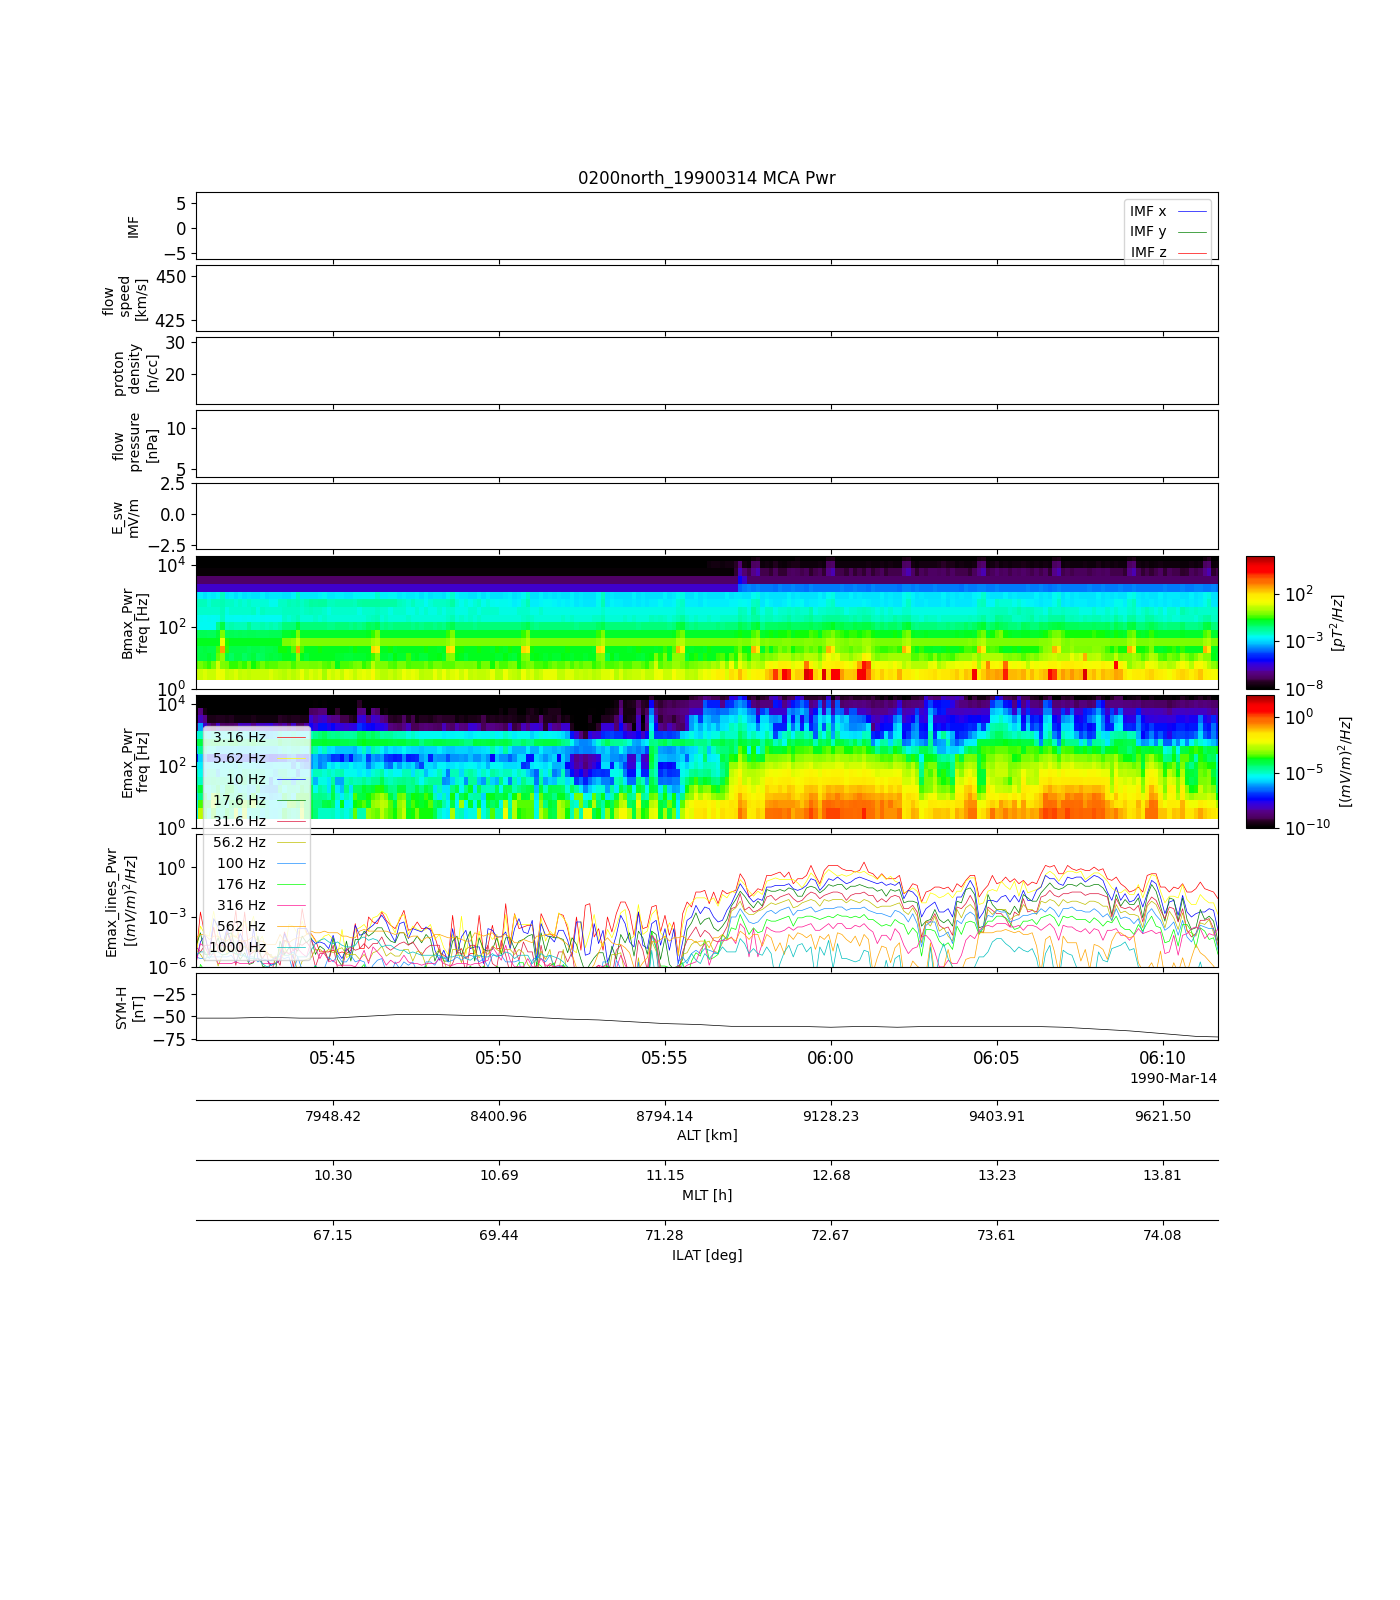 0200north_19900314 MCA Pwr
IMF
5
0
−5
IMF x
IMF y
IMF z
flow
speed
[km/s]
450
425
proton
density
[n/cc]
30
20
flow
pressure
[nPa]
10
5
E_sw
mV/m
2.5
0.0
−2.5
Bmax_Pwr
freq [Hz]
10^4
10^2
10^0
10^2
10^−3
10^−8
[pT^2/Hz]
Emax_Pwr
freq [Hz]
10^4
10^2
10^0
10^0
10^−5
10^−10
[(mV/m)^2/Hz]
3.16 Hz
5.62 Hz
10 Hz
17.6 Hz
31.6 Hz
56.2 Hz
100 Hz
176 Hz
316 Hz
562 Hz
1000 Hz
Emax_lines_Pwr
[(mV/m)^2/Hz]
10^0
10^−3
10^−6
SYM-H
[nT]
−25
−50
−75
05:45 05:50 05:55 06:00 06:05 06:10
1990-Mar-14
7948.42 8400.96 8794.14 9128.23 9403.91 9621.50
ALT [km]
10.30 10.69 11.15 12.68 13.23 13.81
MLT [h]
67.15 69.44 71.28 72.67 73.61 74.08
ILAT [deg]